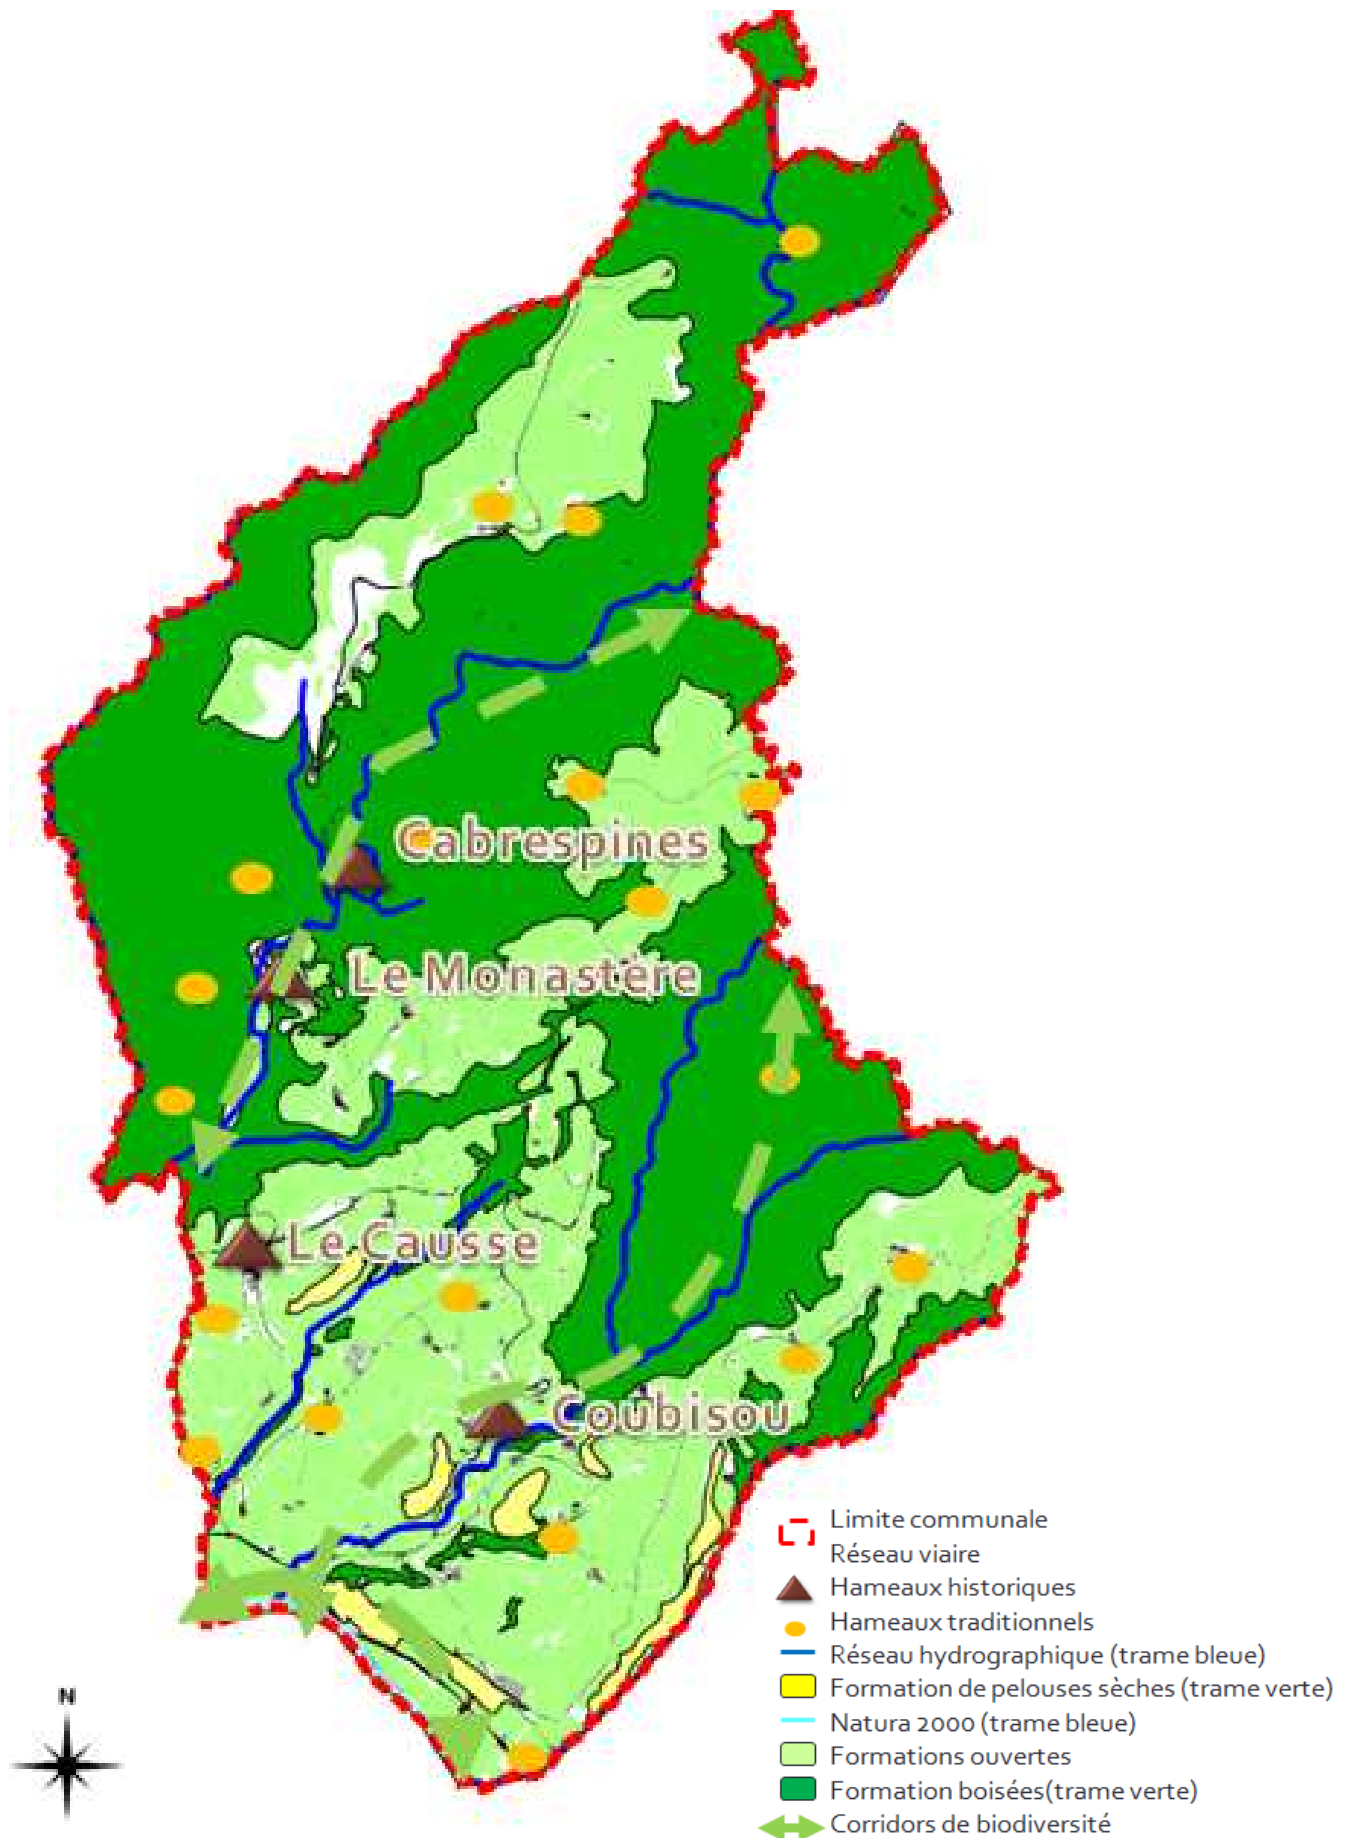 Cabrespines
Le Monastère
Le Causse
Coubisou
Limite communale
Réseau viaire
Hameaux historiques
Hameaux traditionnels
Réseau hydrographique (trame bleue)
Formation de pelouses sèches (trame verte)
Natura 2000 (trame bleue)
Formations ouvertes
Formation boisées(trame verte)
Corridors de biodiversité
N